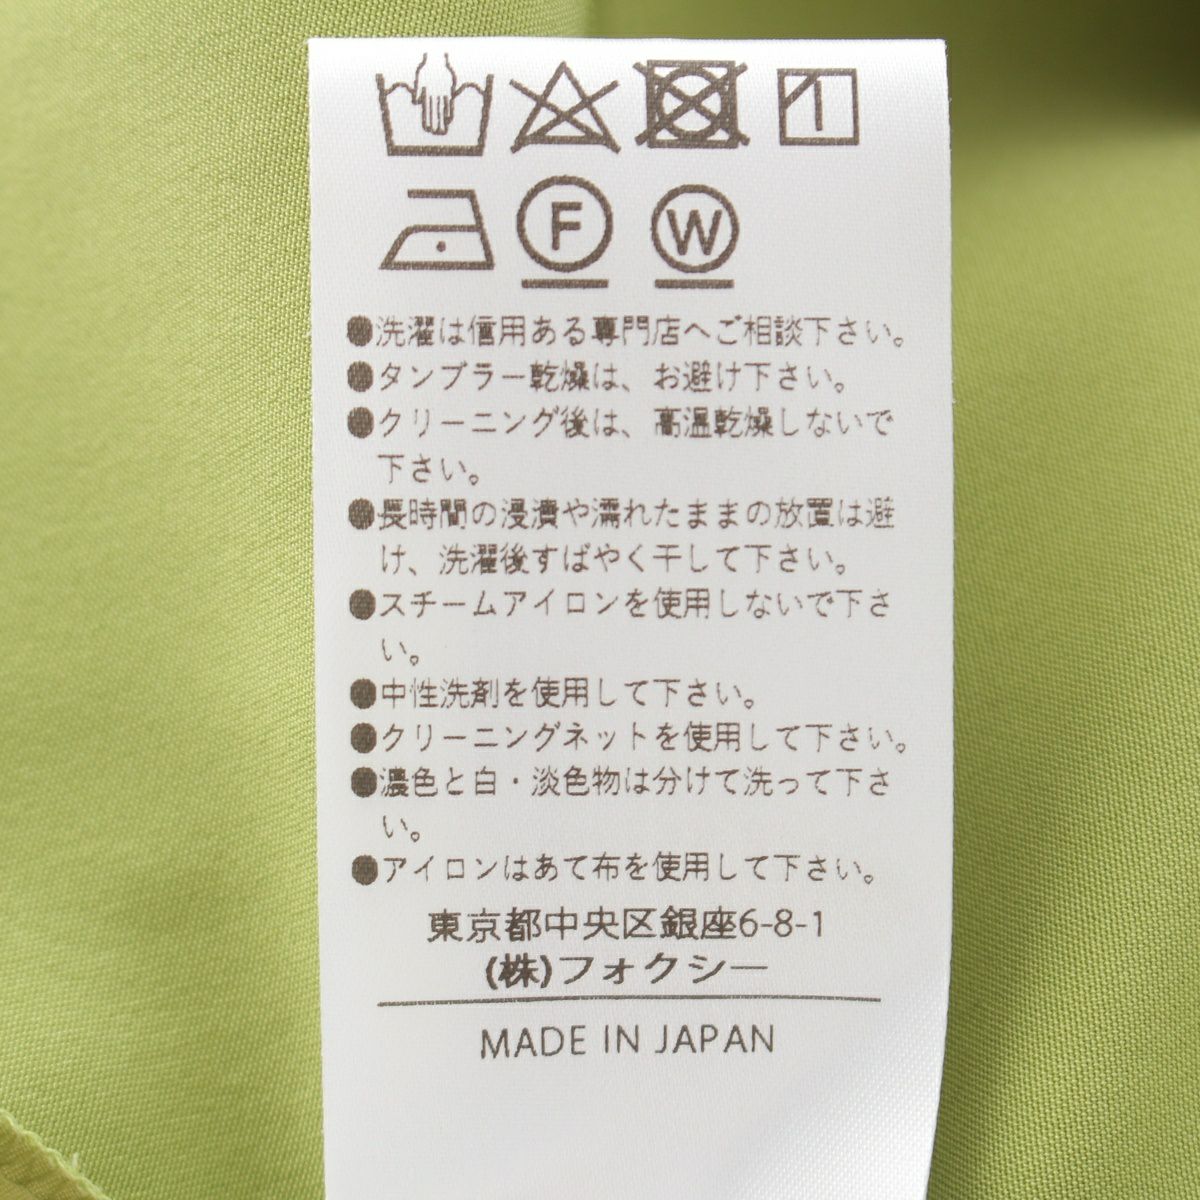 F W
●洗濯は信用ある専門店へご相談下さい。
●タンブラー乾燥は、お避け下さい。
●クリーニング後は、高温乾燥しないで
下さい。
●長時間の浸漬や濡れたままの放置は避
け、洗濯後すばやく干して下さい。
●スチームアイロンを使用しないで下さ
い。
●中性洗剤を使用して下さい。
●クリーニングネットを使用して下さい。
●濃色と白・淡色物は分けて洗って下さ
い。
●アイロンはあて布を使用して下さい。
東京都中央区銀座6-8-1
(株)フォクシー
MADE IN JAPAN